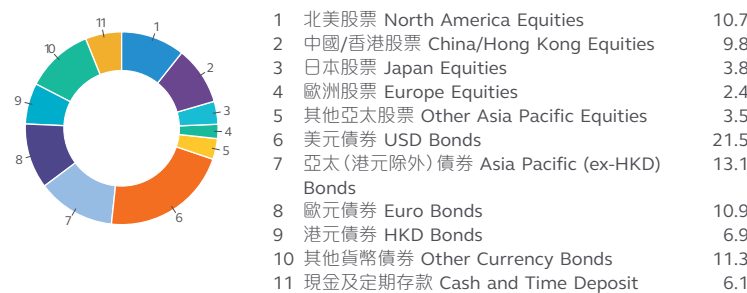 1
2
3
4
5
6
7
8
9
10
11
1 北美股票 North America Equities 10.7
2 中國/香港股票 China/Hong Kong Equities 9.8
3 日本股票 Japan Equities 3.8
4 歐洲股票 Europe Equities 2.4
5 其他亞太股票 Other Asia Pacific Equities 3.5
6 美元債券 USD Bonds 21.5
7 亞太(港元除外)債券 Asia Pacific (ex-HKD) 13.1
Bonds
8 歐元債券 Euro Bonds 10.9
9 港元債券 HKD Bonds 6.9
10 其他貨幣債券 Other Currency Bonds 11.3
11 現金及定期存款 Cash and Time Deposit 6.1